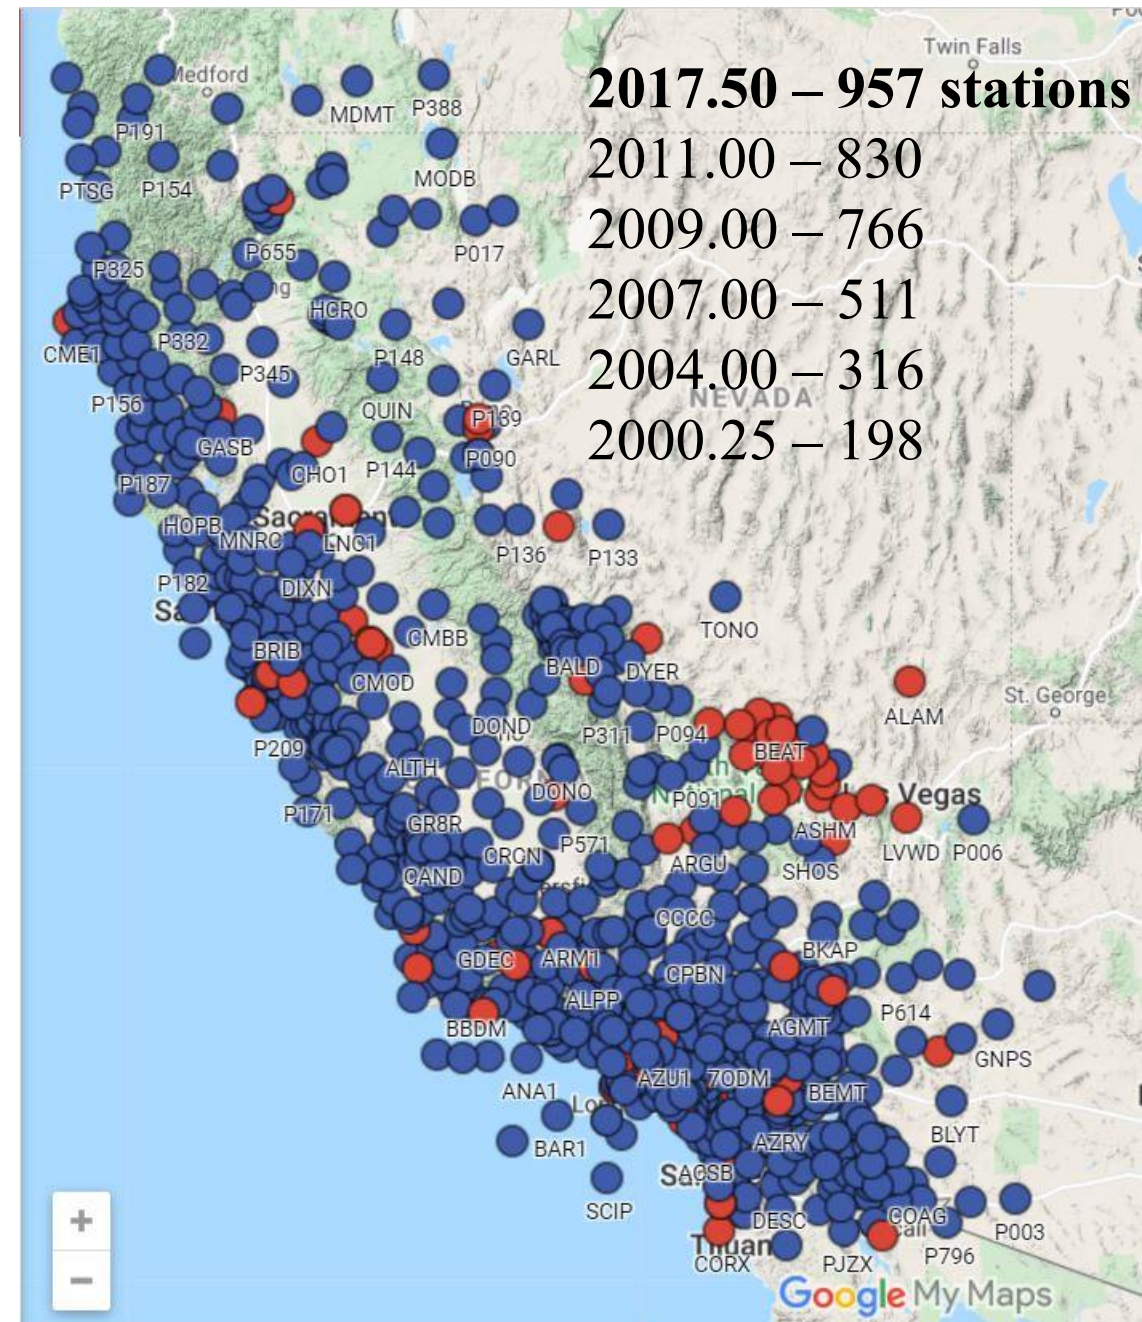 Twin Falls
Medford
2017.50 – 957 stations
MDMT
P388
P191
2011.00 – 830
PTSG
P154
MODB
2009.00 – 766
P655
P017
P325
2007.00 – 511
HCRO
CME1
P332
P148
GARL
P345
2004.00 – 316
NEVADA
P156
QUIN
P139
2000.25 – 198
GASB
CHO1
P144
P090
P187
HOPB
Sacramento
MNRC
LNC1
P136
P133
P182
DIXN
TONO
BRIB
CMBB
BALD
DYER
CMOD
ALAM
St. George
P209
DOND
P311
P094
BEAT
ALTH
DONO
P091
Las Vegas
P171
GR8R
P571
ASHM
CRCN
ARGU
SHOS
LVWD
P006
CAND
CCCC
GDEC
ARM1
CPBN
BKAP
ALPP
P614
BBDM
AGMT
GNPS
ANA1
AZU1
7ODM
BEMT
BAR1
AZRY
BLYT
SCIP
ACSB
DESC
COAG
P003
CORX
PJZX
P796
+
−
Google My Maps